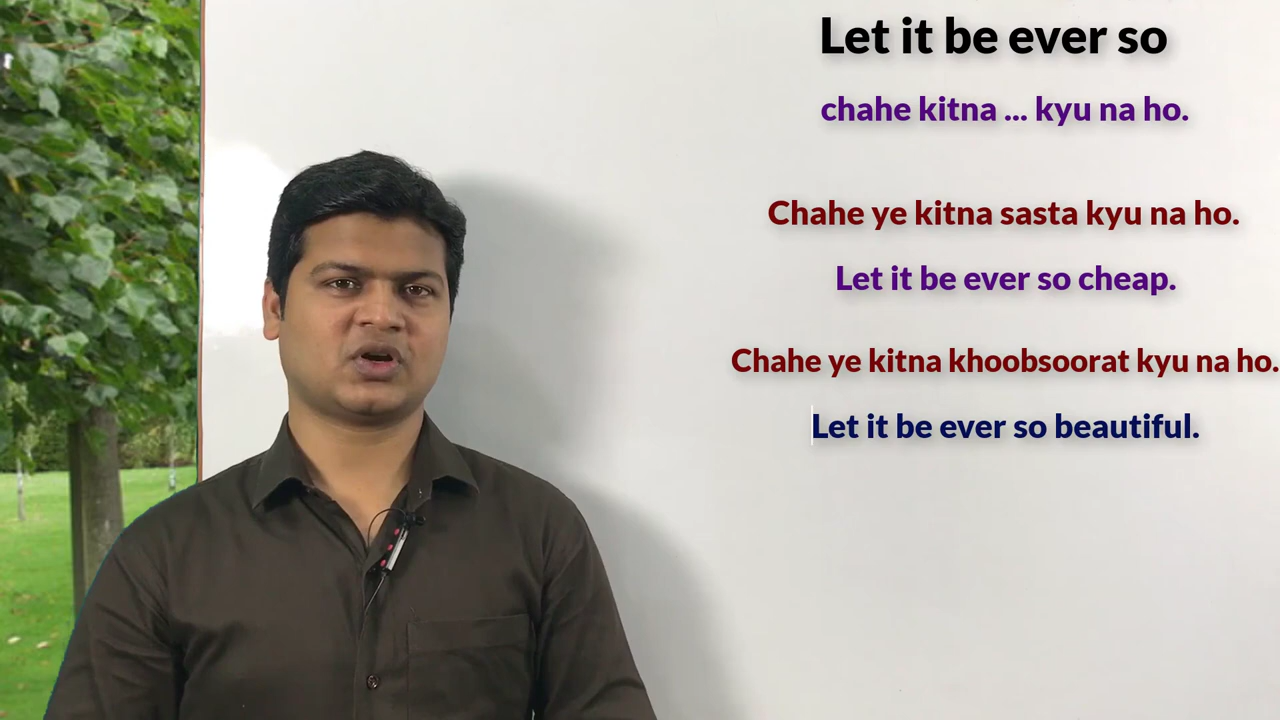 Let it be ever so
chahe kitna ... kyu na ho.
Chahe ye kitna sasta kyu na ho.
Let it be ever so cheap.
Chahe ye kitna khoobsoorat kyu na ho.
Let it be ever so beautiful.